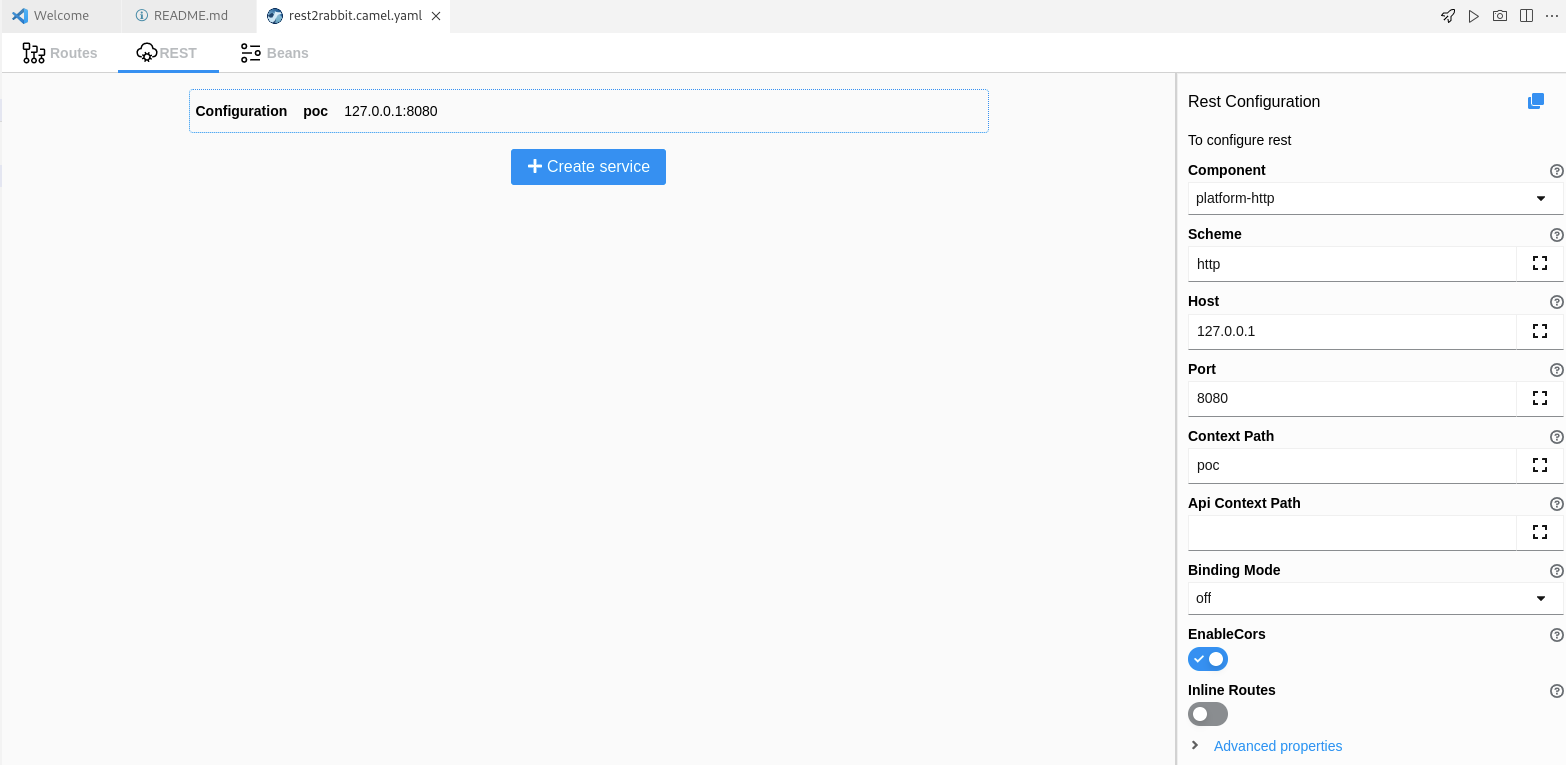 Welcome README.md rest2rabbit.camel.yaml
Routes REST Beans
Configuration poc 127.0.0.1:8080
Create service
Rest Configuration
To configure rest
Component
platform-http
Scheme
http
Host
127.0.0.1
Port
8080
Context Path
poc
Api Context Path
Binding Mode
off
EnableCors
Inline Routes
Advanced properties